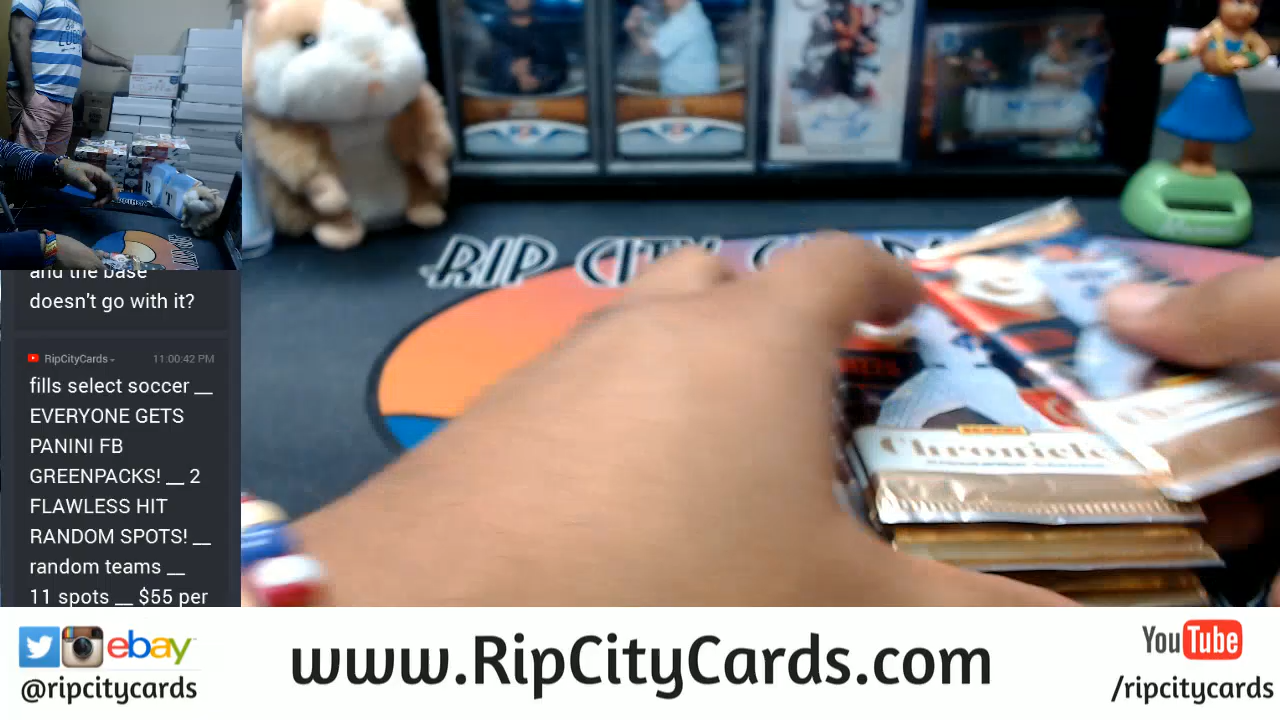 RIP CITY
R T
and the base
doesn't go with it?
RipCityCards 11:00:42 PM
fills select soccer __
EVERYONE GETS
PANINI FB
GREENPACKS! __ 2
FLAWLESS HIT
RANDOM SPOTS! __
random teams __
11 spots __ $55 per
PANINI
Chronicles
ebay
@ripcitycards
www.RipCityCards.com
YouTube
/ripcitycards